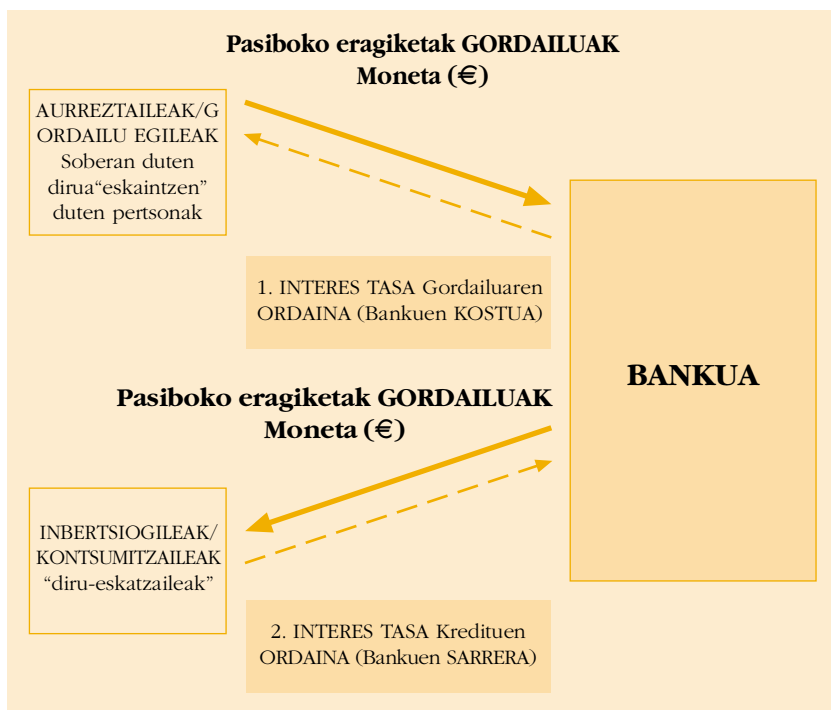 Pasiboko eragiketak GORDAILUAK
Moneta (€)
AURREZTAILEAK/G
ORDAILU EGILEAK
Soberan duten
dirua“eskaintzen”
duten pertsonak
1. INTERES TASA Gordailuaren
ORDAINA (Bankuen KOSTUA)
BANKUA
Pasiboko eragiketak GORDAILUAK
Moneta (€)
INBERTSIOGILEAK/
KONTSUMITZAILEAK
“diru-eskatzaileak”
2. INTERES TASA Kredituen
ORDAINA (Bankuen SARRERA)